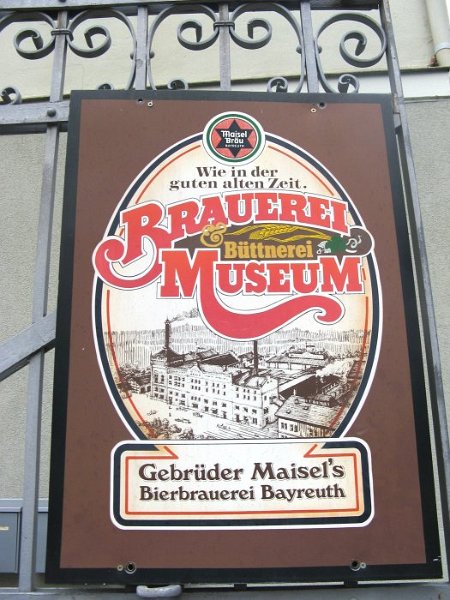 Maisel
Bräu
BAYREUTH
Wie in der
guten alten Zeit.
BRAUEREI
& Büttnerei
MUSEUM
Gebrüder Maisel's
Bierbrauerei Bayreuth